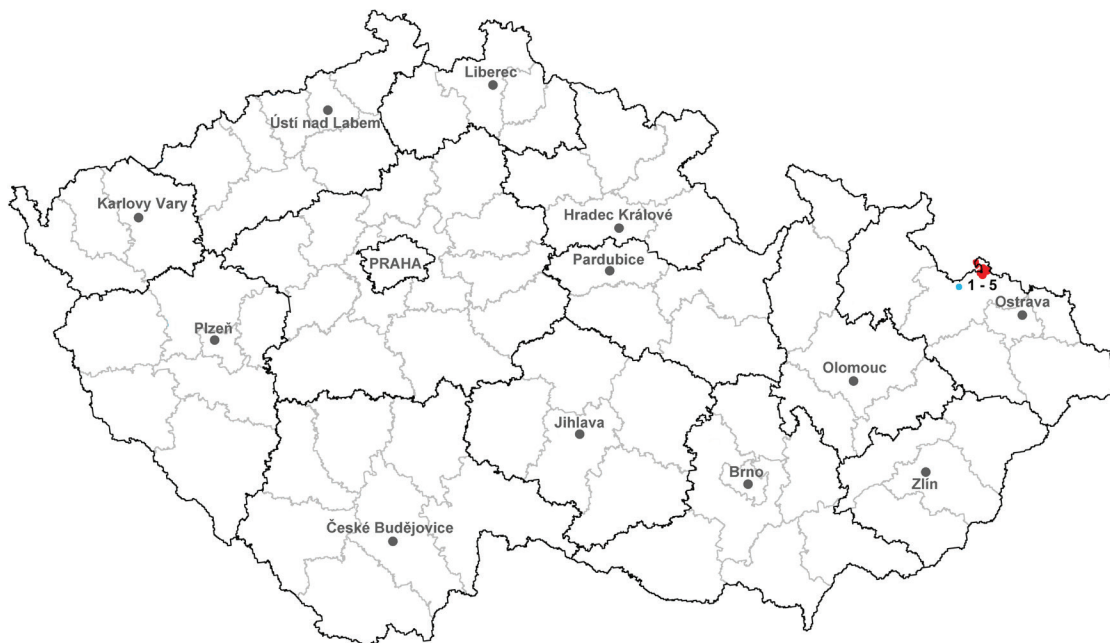 Liberec
Ústí nad Labem
Karlovy Vary
Hradec Králové
PRAHA
Pardubice
1 - 5
Ostrava
Plzeň
Olomouc
Jihlava
Brno
Zlín
České Budějovice